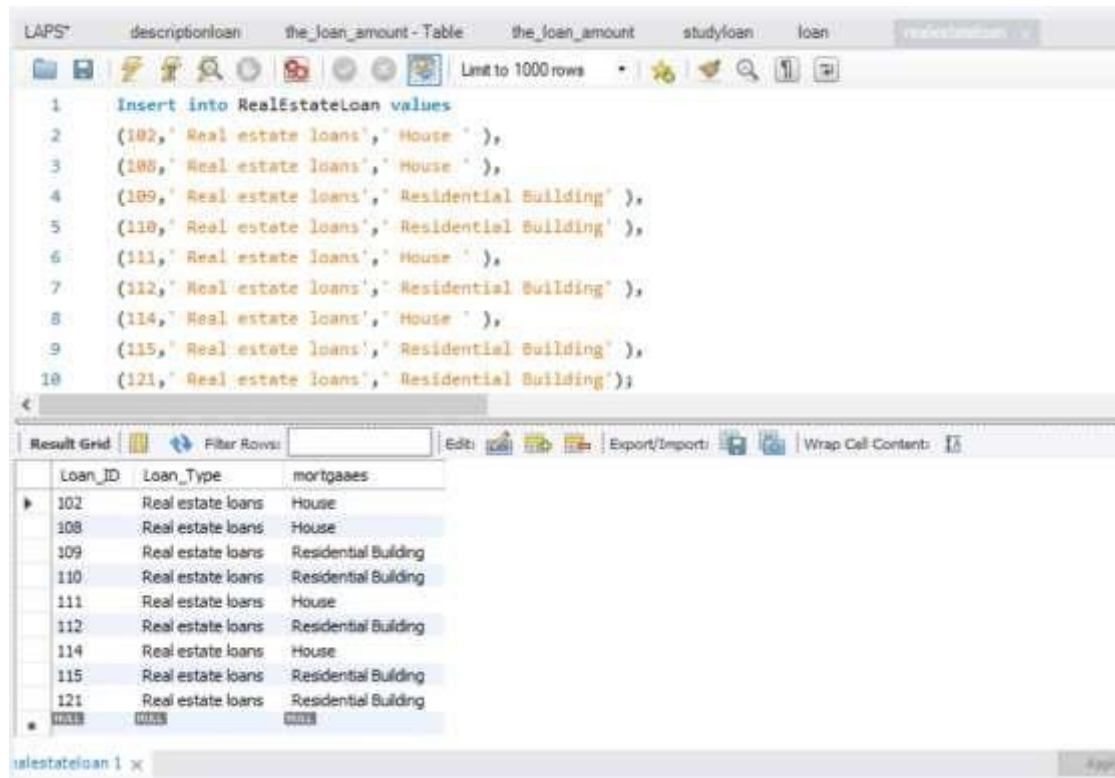 LAPS* descriptionloan the_loan_amount - Table the_loan_amount studyloan loan realestateloan
Limit to 1000 rows
1 Insert into RealEstateLoan values
2 (102,' Real estate loans',' House ' ),
3 (108,' Real estate loans',' House ' ),
4 (109,' Real estate loans',' Residential Building' ),
5 (110,' Real estate loans',' Residential Building' ),
6 (111,' Real estate loans',' House ' ),
7 (112,' Real estate loans',' Residential Building' ),
8 (114,' Real estate loans',' House ' ),
9 (115,' Real estate loans',' Residential Building' ),
10 (121,' Real estate loans',' Residential Building');
Result Grid Filter Rows: Edit: Export/Import: Wrap Cell Content:
Loan_ID Loan_Type mortgaaes
102 Real estate loans House
108 Real estate loans House
109 Real estate loans Residential Building
110 Real estate loans Residential Building
111 Real estate loans House
112 Real estate loans Residential Building
114 Real estate loans House
115 Real estate loans Residential Building
121 Real estate loans Residential Building
NULL NULL NULL
alestateloan 1